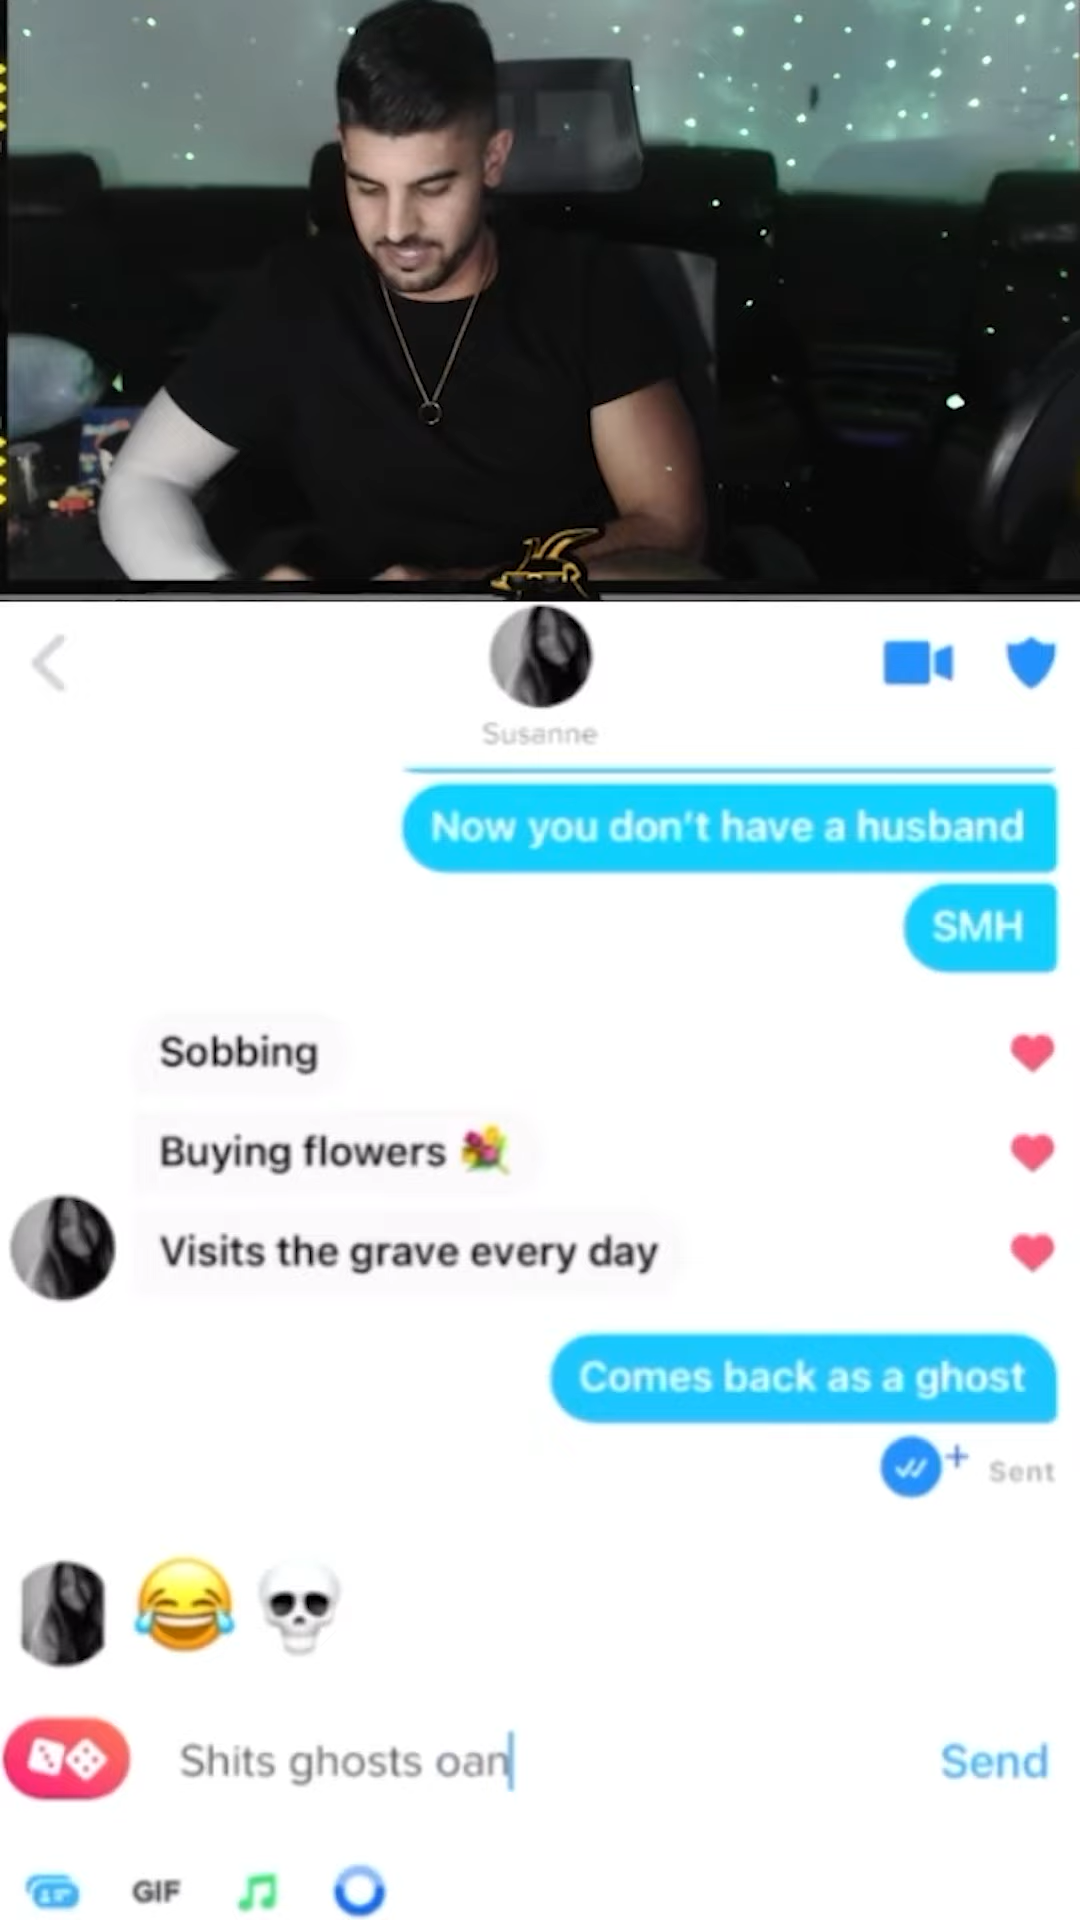 Susanne
Now you don't have a husband
SMH
Sobbing
Buying flowers 💐
Visits the grave every day
Comes back as a ghost
Sent
😂 💀
Shits ghosts oan
Send
GIF